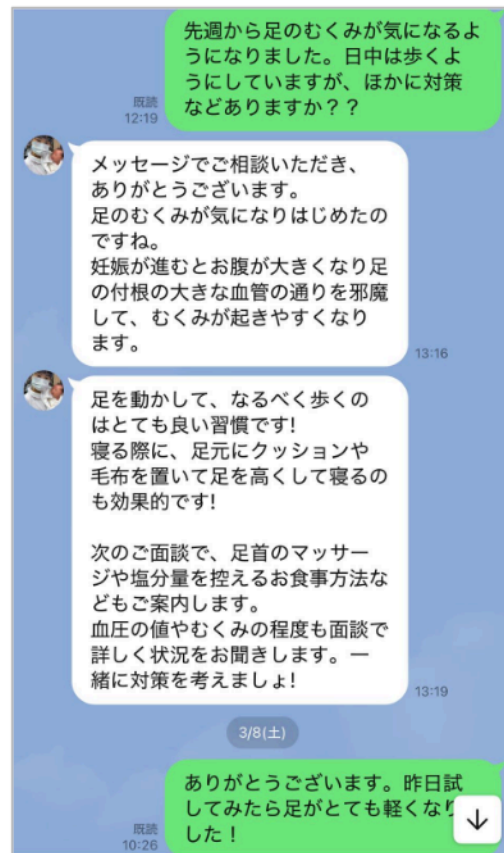 先週から足のむくみが気になるよ
うになりました。日中は歩くよ
うにしていますが、ほかに対策
などありますか？？
既読
12:19
メッセージでご相談いただき、
ありがとうございます。
足のむくみが気になりはじめたの
ですね。
妊娠が進むとお腹が大きくなり足
の付根の大きな血管の通りを邪魔
して、むくみが起きやすくなり
ます。
13:16
足を動かして、なるべく歩くの
はとても良い習慣です!
寝る際に、足元にクッションや
毛布を置いて足を高くして寝るの
も効果的です!
次のご面談で、足首のマッサー
ジや塩分量を控えるお食事方法な
どもご案内します。
血圧の値やむくみの程度も面談で
詳しく状況をお聞きします。一
緒に対策を考えましょ!
13:19
3/8(土)
ありがとうございます。昨日試
してみたら足がとても軽くなり
した！
既読
10:26